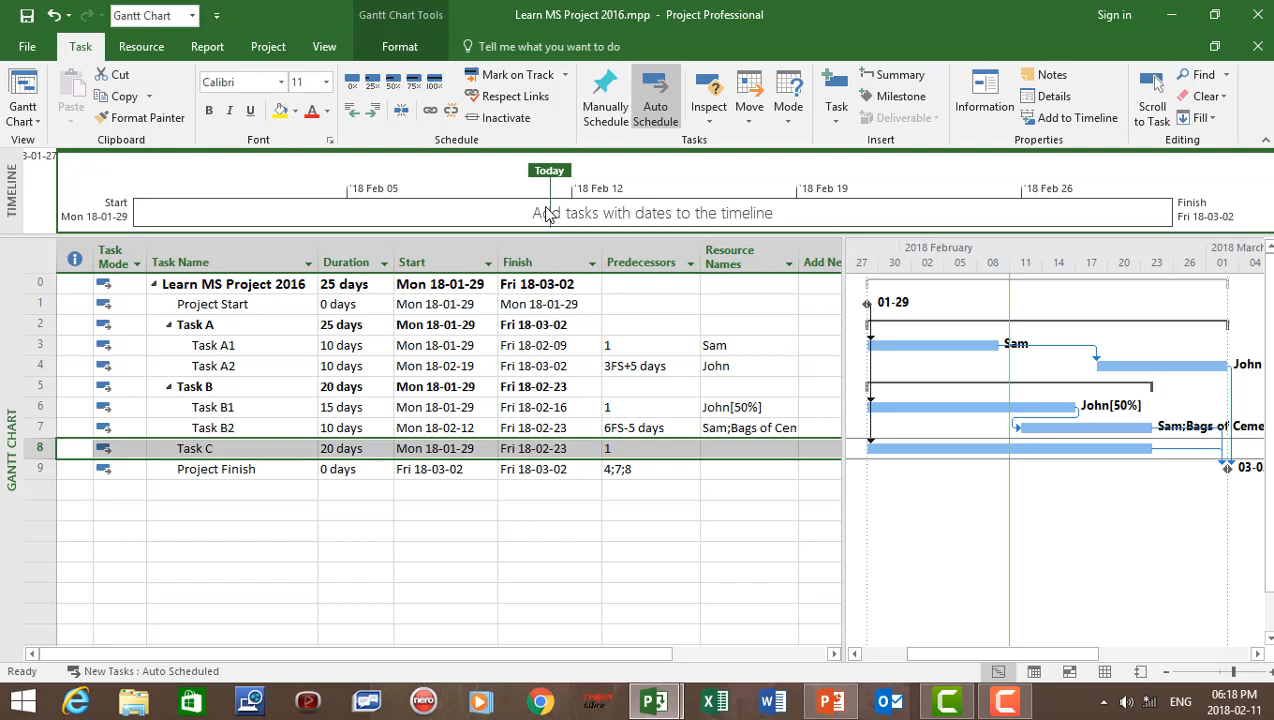 Gantt Chart
Gantt Chart Tools
Learn MS Project 2016.mpp - Project Professional
Sign in
File Task Resource Report Project View Format Tell me what you want to do
Gantt Chart
View
Paste
Cut
Copy
Format Painter
Clipboard
Calibri 11
B I U A
Font
0% 25% 50% 75% 100%
Mark on Track
Respect Links
Inactivate
Schedule
Manually Schedule
Auto Schedule
Inspect
Move
Mode
Tasks
Task
Summary
Milestone
Deliverable
Insert
Information
Notes
Details
Add to Timeline
Properties
Scroll to Task
Find
Clear
Fill
Editing
TIMELINE
3-01-27
Today
'18 Feb 05 '18 Feb 12 '18 Feb 19 '18 Feb 26
Start
Mon 18-01-29
Add tasks with dates to the timeline
Finish
Fri 18-03-02
GANTT CHART
Task Mode Task Name Duration Start Finish Predecessors Resource Names Add Ne
2018 February 2018 March
27 30 02 05 08 11 14 17 20 23 26 01 04
0 Learn MS Project 2016 25 days Mon 18-01-29 Fri 18-03-02
1 Project Start 0 days Mon 18-01-29 Mon 18-01-29 01-29
2 Task A 25 days Mon 18-01-29 Fri 18-03-02
3 Task A1 10 days Mon 18-01-29 Fri 18-02-09 1 Sam Sam
4 Task A2 10 days Mon 18-02-19 Fri 18-03-02 3FS+5 days John John
5 Task B 20 days Mon 18-01-29 Fri 18-02-23
6 Task B1 15 days Mon 18-01-29 Fri 18-02-16 1 John[50%] John[50%]
7 Task B2 10 days Mon 18-02-12 Fri 18-02-23 6FS-5 days Sam;Bags of Cen Sam;Bags of Ceme
8 Task C 20 days Mon 18-01-29 Fri 18-02-23 1
9 Project Finish 0 days Fri 18-03-02 Fri 18-03-02 4;7;8 03-0
Ready New Tasks : Auto Scheduled
nero
ENG
06:18 PM
2018-02-11